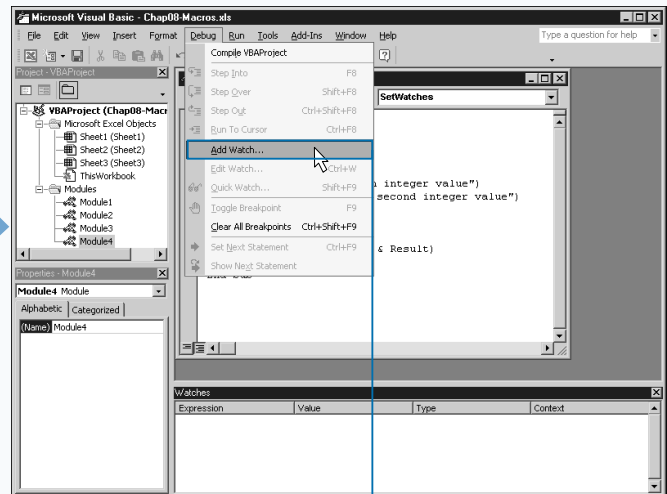 Microsoft Visual Basic - Chap08-Macros.xls
File Edit View Insert Format Debug Run Tools Add-Ins Window Help Type a question for help
Project - VBAProject
VBAProject (Chap08-Macr
Microsoft Excel Objects
Sheet1 (Sheet1)
Sheet2 (Sheet2)
Sheet3 (Sheet3)
ThisWorkbook
Modules
Module1
Module2
Module3
Module4
Properties - Module4
Module4 Module
Alphabetic Categorized
(Name) Module4
Compile VBAProject
Step Into F8
Step Over Shift+F8
Step Out Ctrl+Shift+F8
Run To Cursor Ctrl+F8
Add Watch...
Edit Watch... Ctrl+W
Quick Watch... Shift+F9
Toggle Breakpoint F9
Clear All Breakpoints Ctrl+Shift+F9
Set Next Statement Ctrl+F9
Show Next Statement
SetWatches
integer value")
second integer value")
& Result)
Watches
Expression Value Type Context